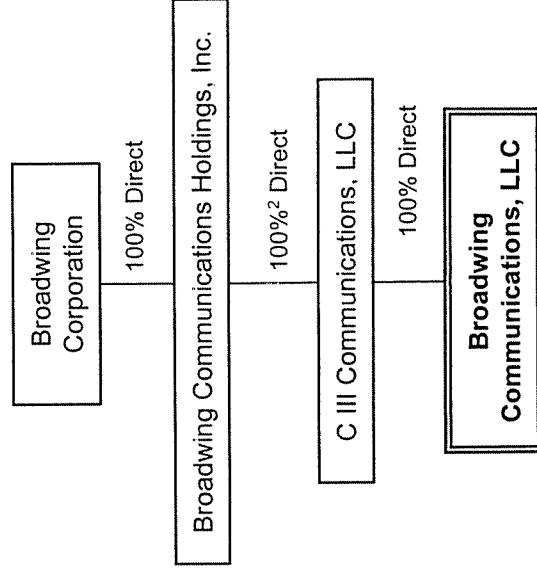 Broadwing
Corporation
100% Direct
Broadwing Communications Holdings, Inc.
100%² Direct
C III Communications, LLC
100% Direct
Broadwing
Communications, LLC